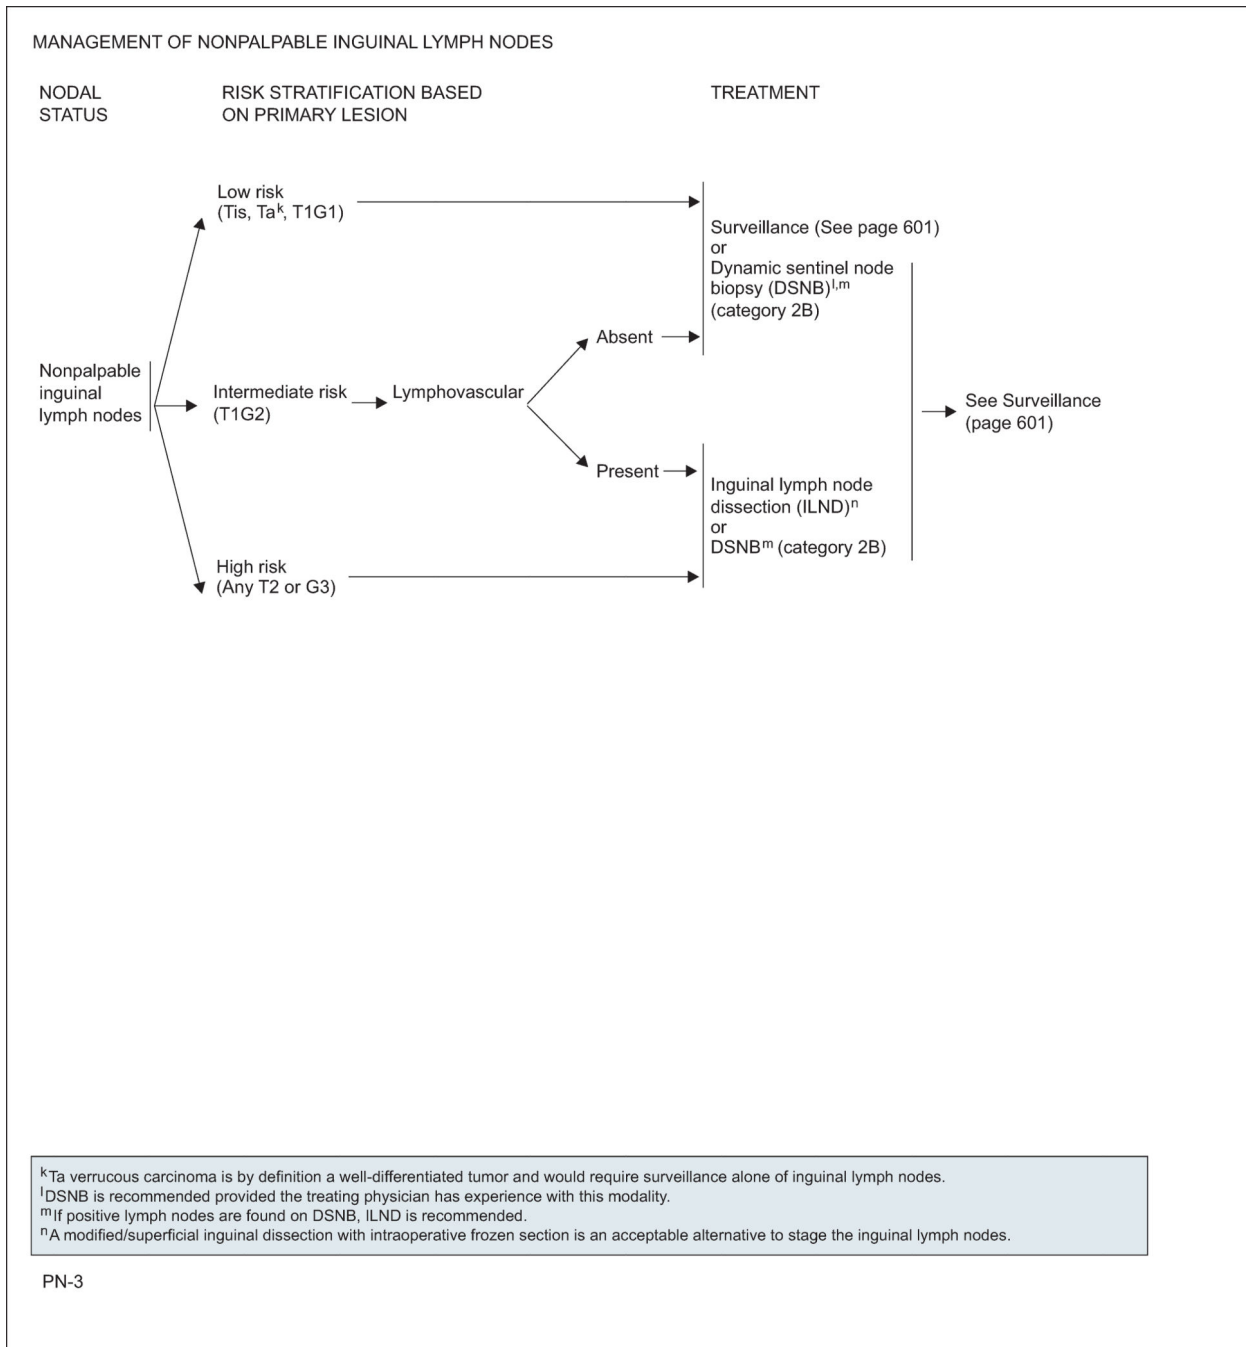 MANAGEMENT OF NONPALPABLE INGUINAL LYMPH NODES
NODAL
STATUS
RISK STRATIFICATION BASED
ON PRIMARY LESION
TREATMENT
Low risk
(Tis, Taᵏ, T1G1)
Surveillance (See page 601)
or
Dynamic sentinel node
biopsy (DSNB)ˡ,ᵐ
(category 2B)
Absent
Nonpalpable
inguinal
lymph nodes
Intermediate risk
(T1G2)
Lymphovascular
See Surveillance
(page 601)
Present
Inguinal lymph node
dissection (ILND)ⁿ
or
DSNBᵐ (category 2B)
High risk
(Any T2 or G3)
ᵏTa verrucous carcinoma is by definition a well-differentiated tumor and would require surveillance alone of inguinal lymph nodes.
ˡDSNB is recommended provided the treating physician has experience with this modality.
ᵐIf positive lymph nodes are found on DSNB, ILND is recommended.
ⁿA modified/superficial inguinal dissection with intraoperative frozen section is an acceptable alternative to stage the inguinal lymph nodes.
PN-3